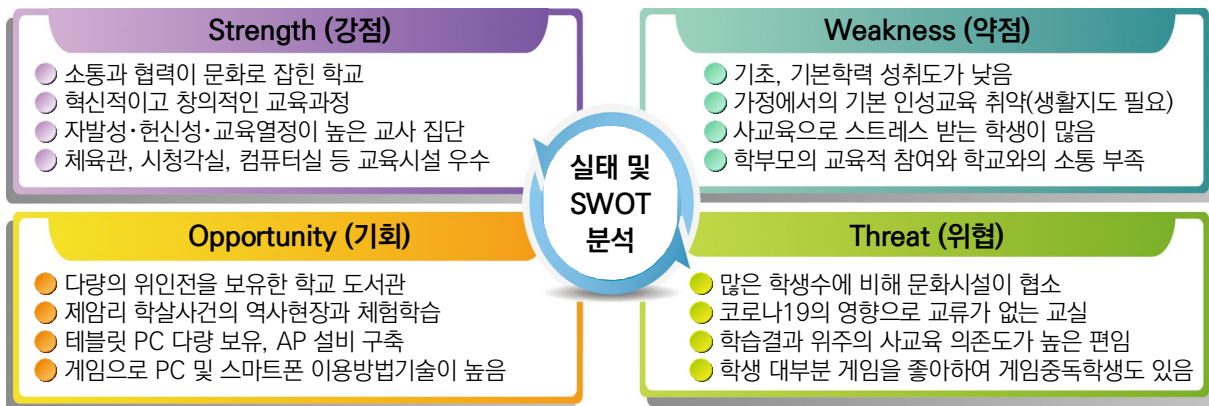 Strength (강점)
소통과 협력이 문화로 잡힌 학교
혁신적이고 창의적인 교육과정
자발성·헌신성·교육열정이 높은 교사 집단
체육관, 시청각실, 컴퓨터실 등 교육시설 우수
Weakness (약점)
기초, 기본학력 성취도가 낮음
가정에서의 기본 인성교육 취약(생활지도 필요)
사교육으로 스트레스 받는 학생이 많음
학부모의 교육적 참여와 학교와의 소통 부족
실태 및
SWOT
분석
Opportunity (기회)
다량의 위인전을 보유한 학교 도서관
제암리 학살사건의 역사현장과 체험학습
테블릿 PC 다량 보유, AP 설비 구축
게임으로 PC 및 스마트폰 이용방법기술이 높음
Threat (위협)
많은 학생수에 비해 문화시설이 협소
코로나19의 영향으로 교류가 없는 교실
학습결과 위주의 사교육 의존도가 높은 편임
학생 대부분 게임을 좋아하여 게임중독학생도 있음